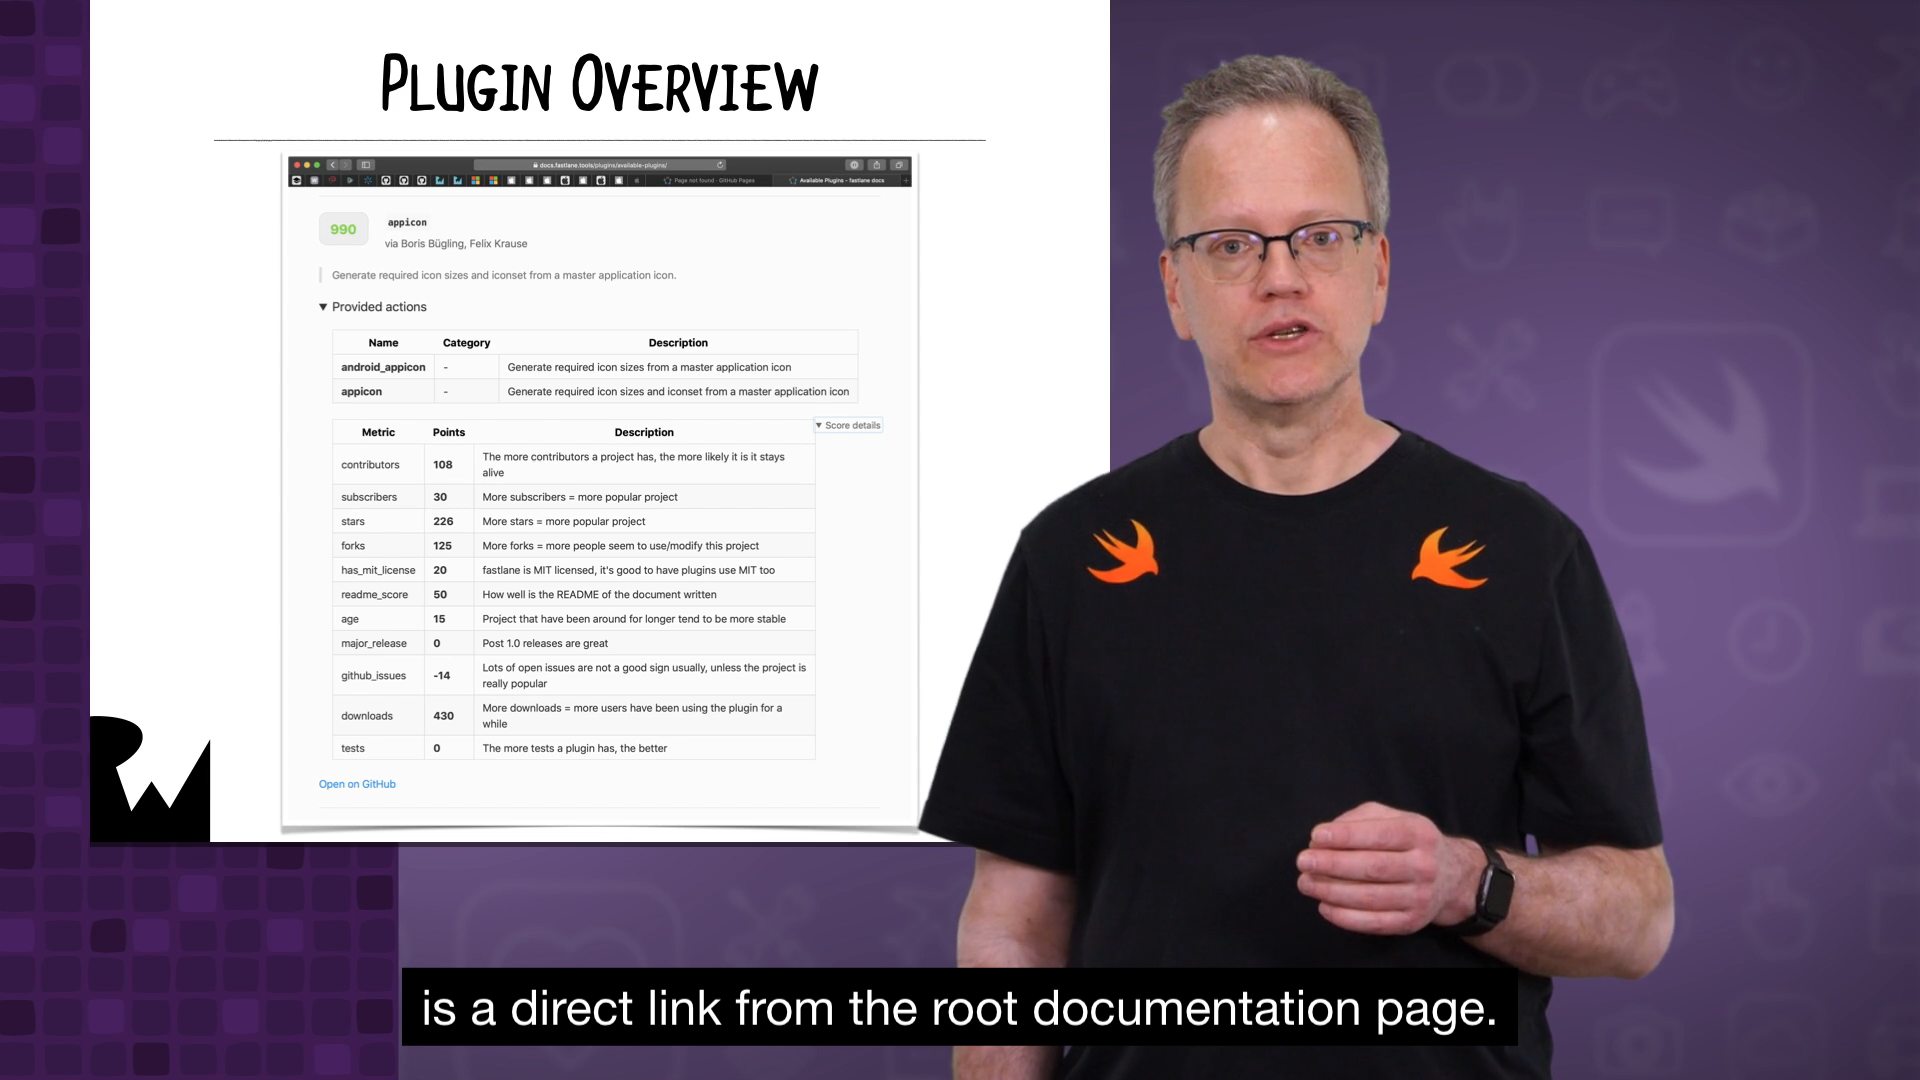 Plugin Overview
docs.fastlane.tools/plugins/available-plugins/
Page not found · GitHub Pages
Available Plugins - fastlane docs
990
appicon
via Boris Bügling, Felix Krause
Generate required icon sizes and iconset from a master application icon.
▼ Provided actions
Name Category Description
android_appicon - Generate required icon sizes from a master application icon
appicon - Generate required icon sizes and iconset from a master application icon
▼ Score details
Metric Points Description
contributors 108 The more contributors a project has, the more likely it is it stays
alive
subscribers 30 More subscribers = more popular project
stars 226 More stars = more popular project
forks 125 More forks = more people seem to use/modify this project
has_mit_license 20 fastlane is MIT licensed, it's good to have plugins use MIT too
readme_score 50 How well is the README of the document written
age 15 Project that have been around for longer tend to be more stable
major_release 0 Post 1.0 releases are great
github_issues -14 Lots of open issues are not a good sign usually, unless the project is
really popular
downloads 430 More downloads = more users have been using the plugin for a
while
tests 0 The more tests a plugin has, the better
Open on GitHub
RW
is a direct link from the root documentation page.